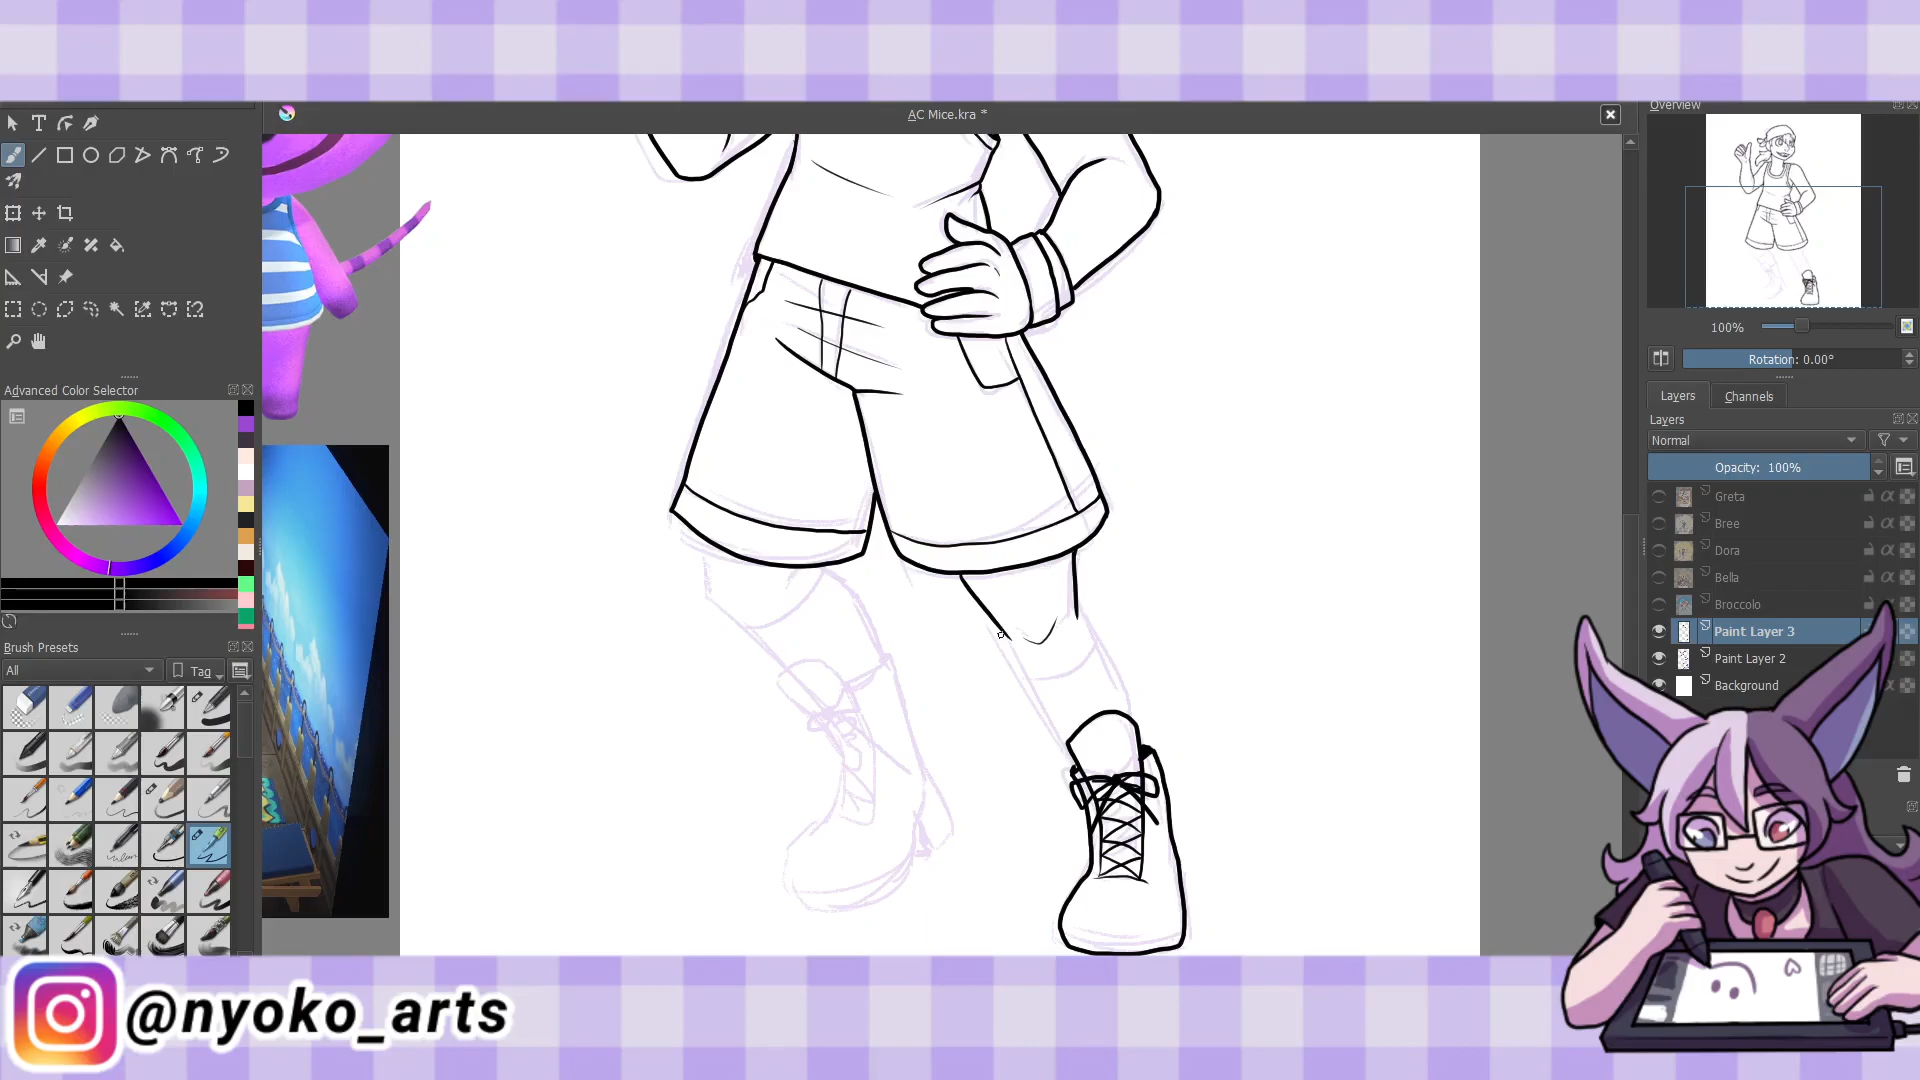 AC Mice.kra *
Overview
100%
Rotation: 0.00°
Layers
Channels
Layers
Normal
Opacity: 100%
Greta
Bree
Dora
Bella
Broccolo
Paint Layer 3
Paint Layer 2
Background
Advanced Color Selector
Brush Presets
All
Tag
@nyoko_arts